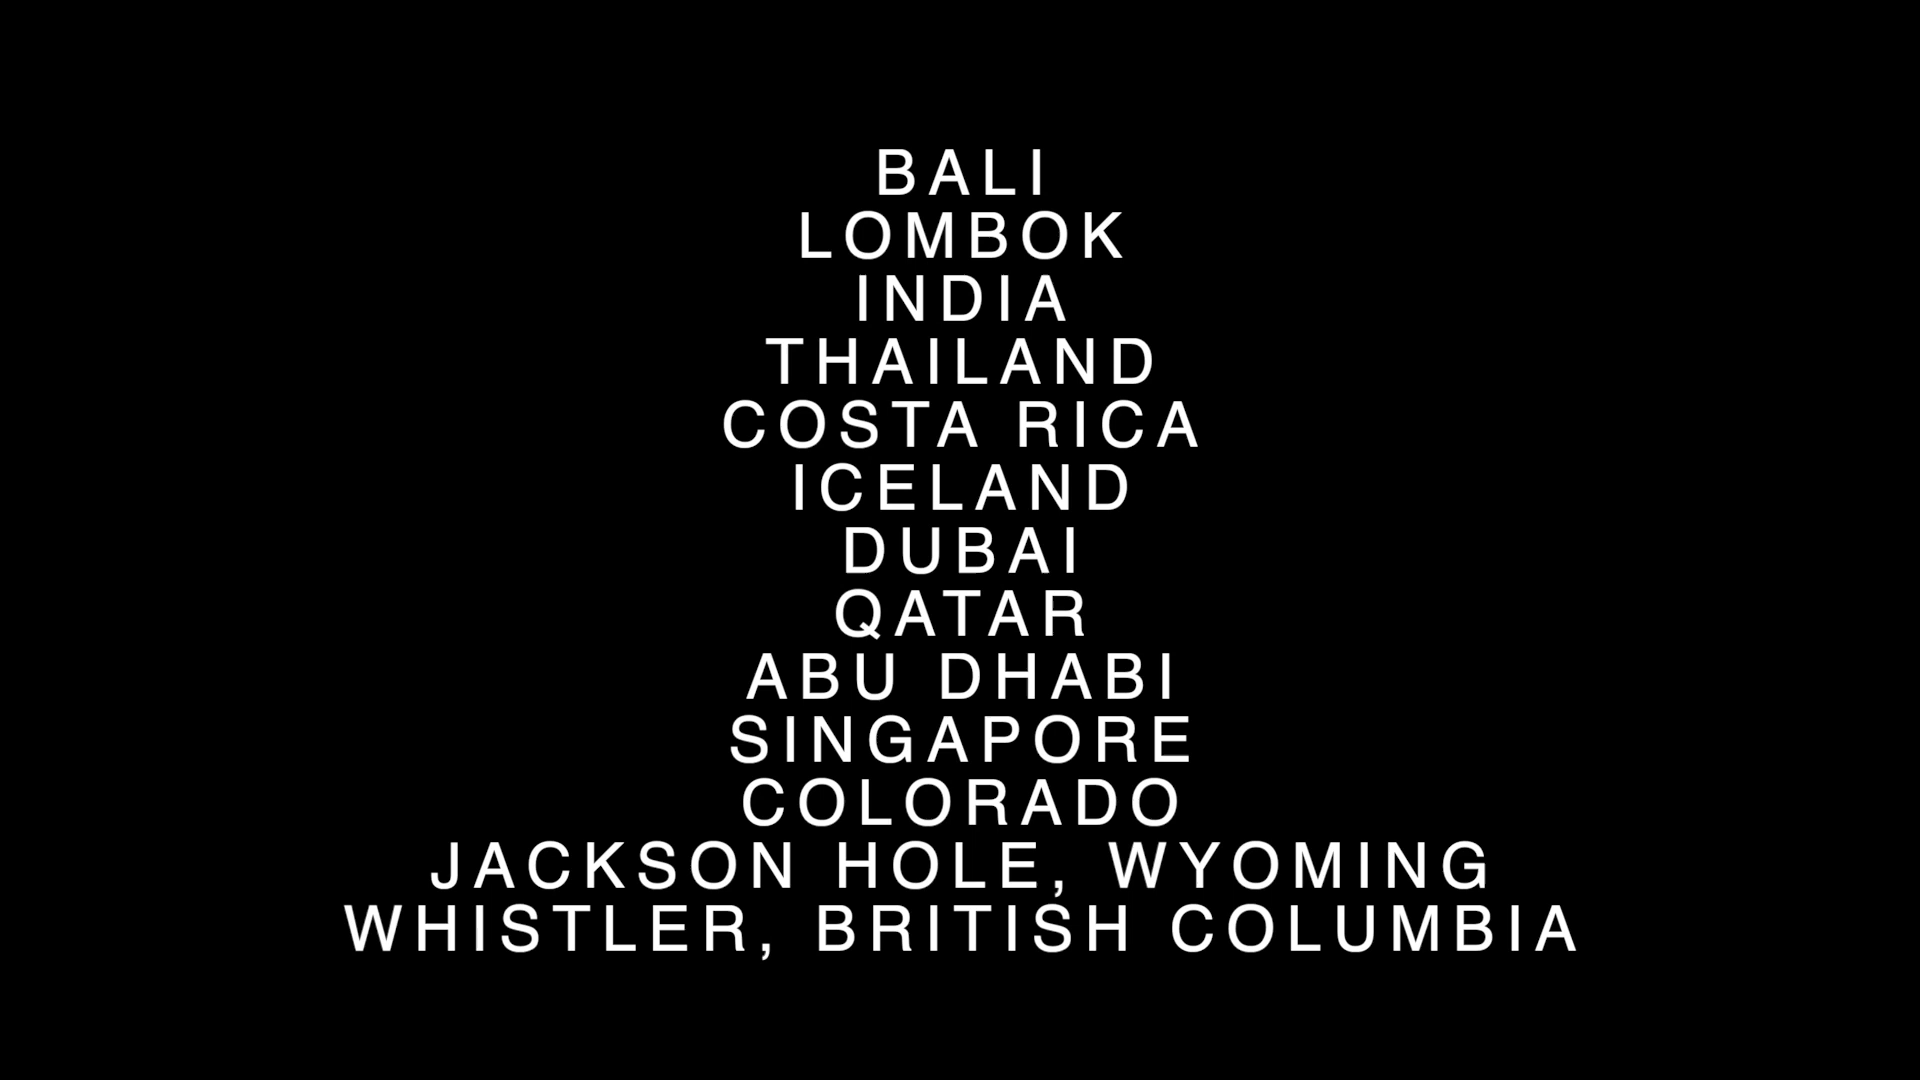 BALI
LOMBOK
INDIA
THAILAND
COSTA RICA
ICELAND
DUBAI
QATAR
ABU DHABI
SINGAPORE
COLORADO
JACKSON HOLE, WYOMING
WHISTLER, BRITISH COLUMBIA